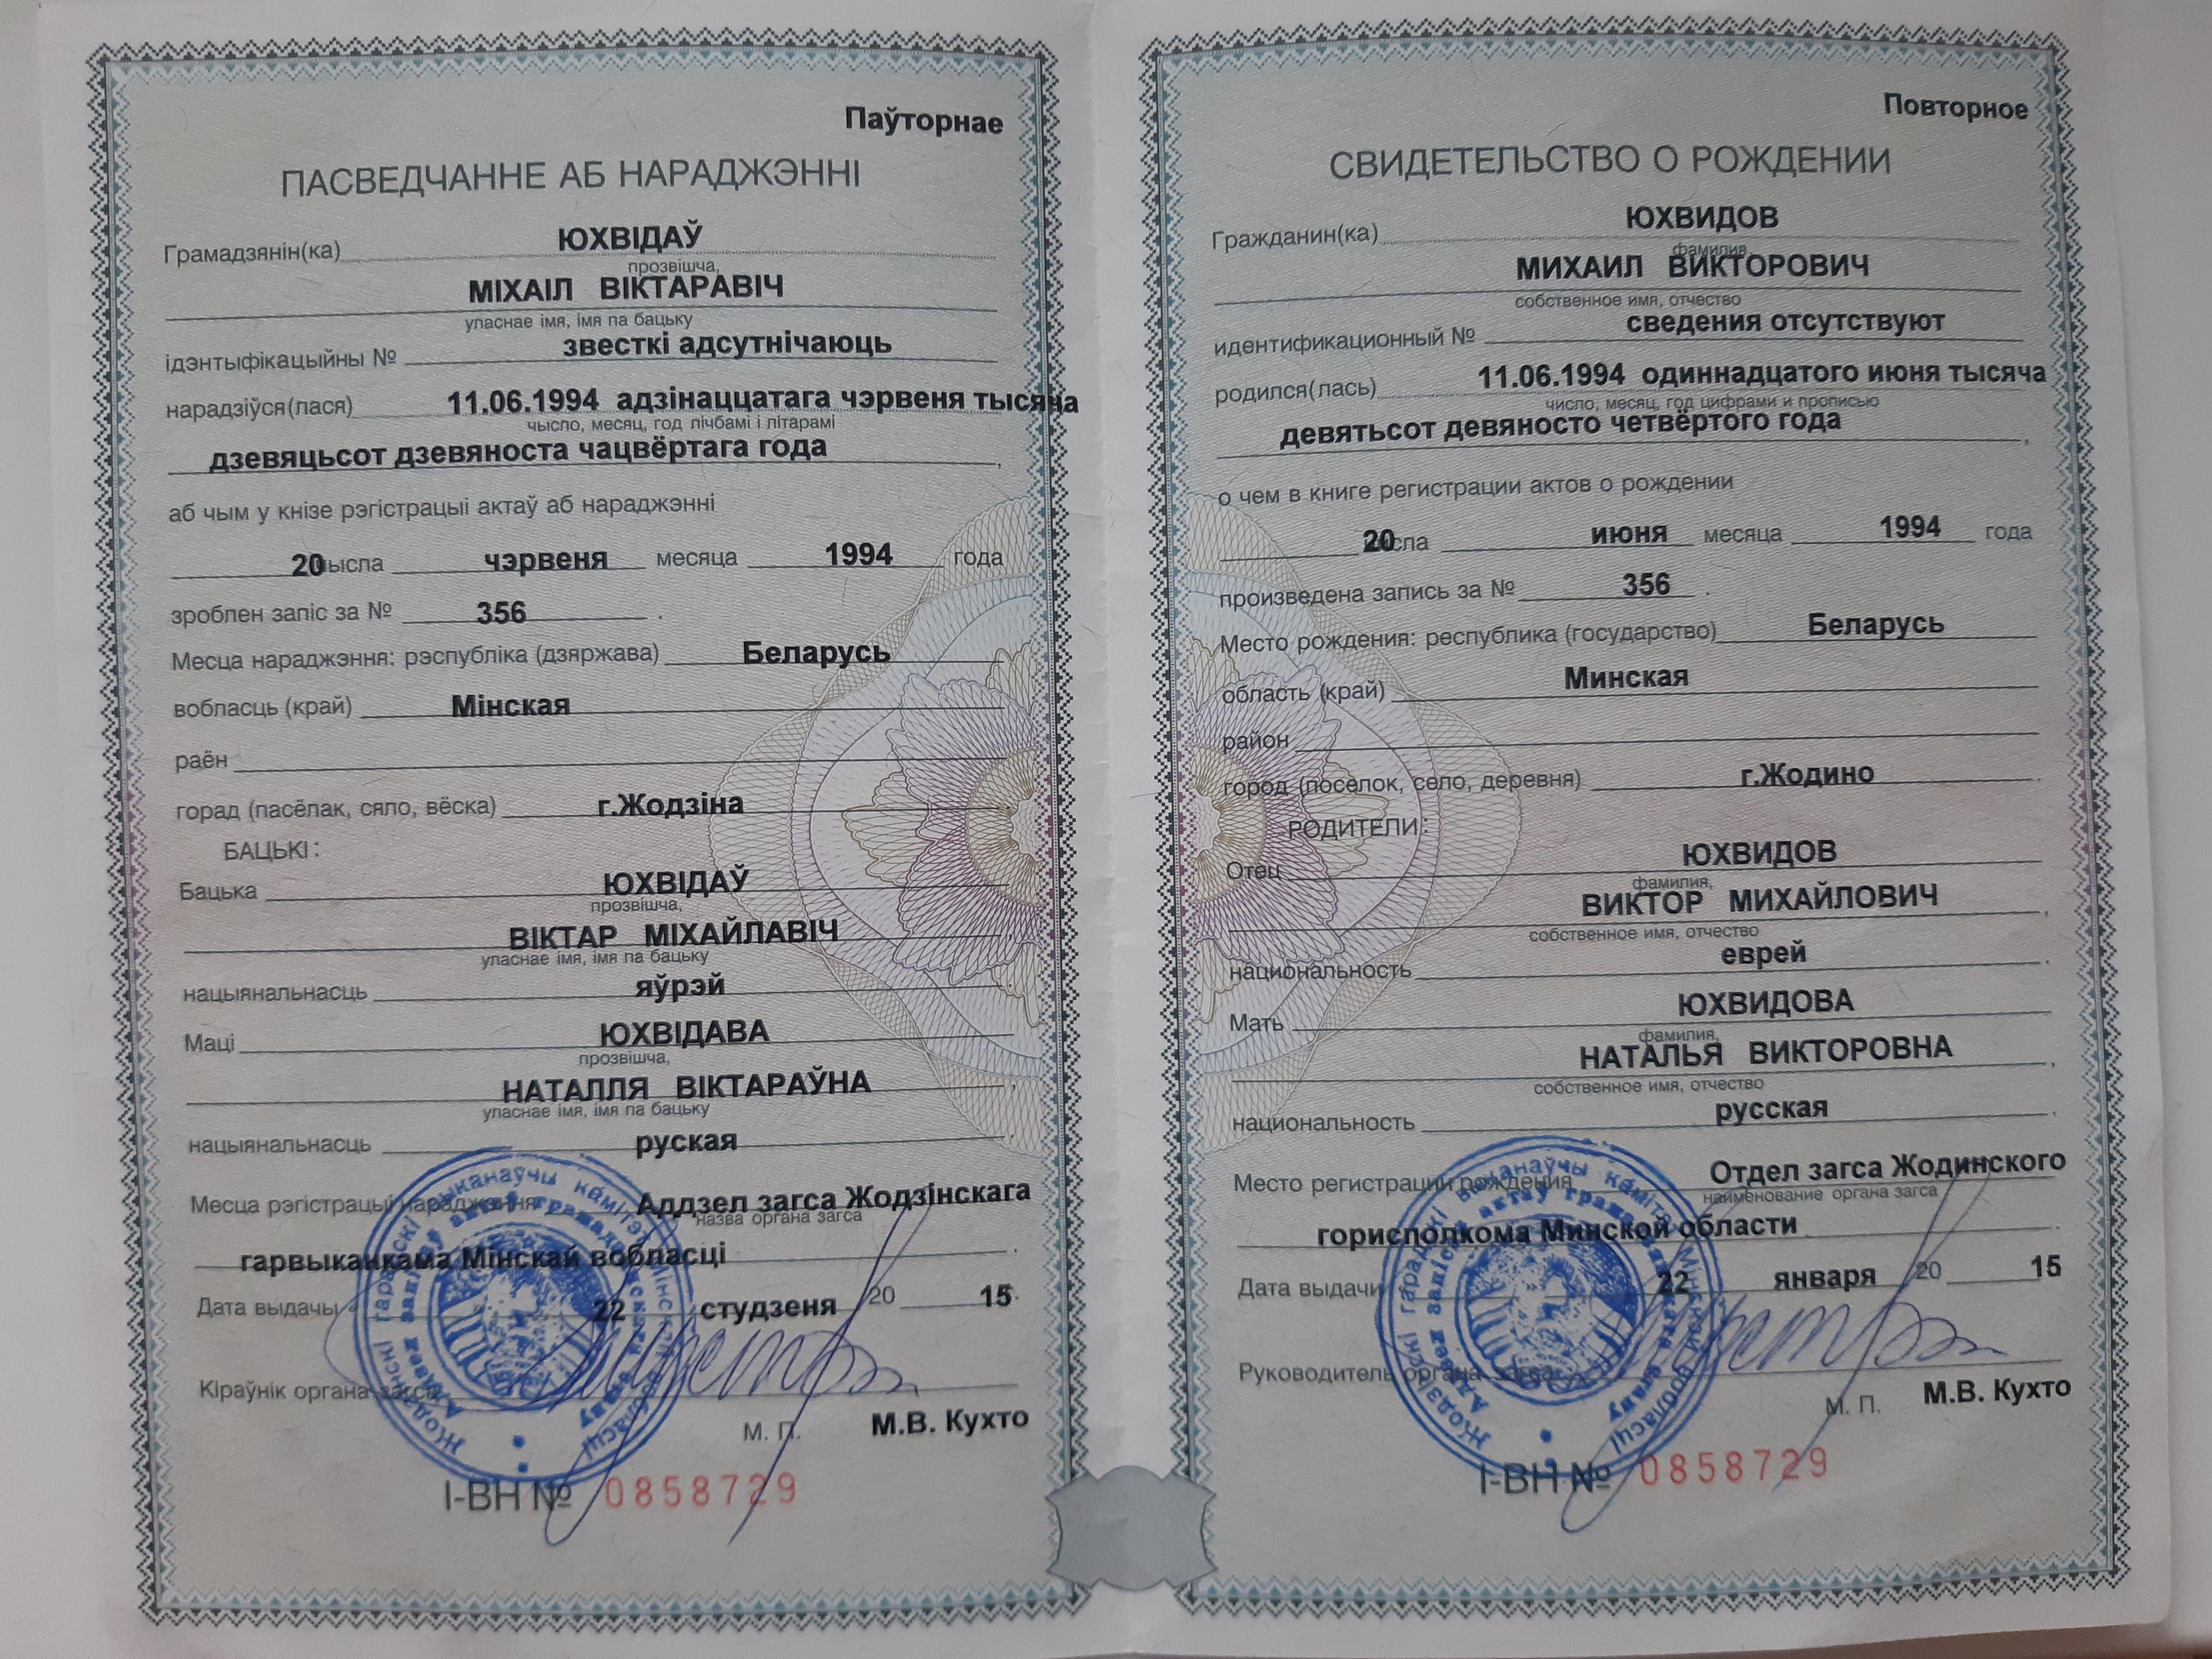 Паўторнае
ПАСВЕДЧАННЕ АБ НАРАДЖЭННІ
Грамадзянін(ка) ЮХВІДАЎ
прозвішча,
МІХАІЛ ВІКТАРАВІЧ
уласнае імя, імя па бацьку
ідэнтыфікацыйны № звесткі адсутнічаюць
нарадзіўся(лася) 11.06.1994 адзінаццатага чэрвеня тысяча
чысло, месяц, год лічбамі і літарамі
дзевяцьсот дзевяноста чацвёртага года,
аб чым у кнізе рэгістрацыі актаў аб нараджэнні
20 чысла чэрвеня месяца 1994 года
зроблен запіс за № 356.
Месца нараджэння: рэспубліка (дзяржава) Беларусь
вобласць (край) Мінская
раён
горад (пасёлак, сяло, вёска) г.Жодзіна.
БАЦЬКІ:
Бацька ЮХВІДАЎ
прозвішча,
ВІКТАР МІХАЙЛАВІЧ,
уласнае імя, імя па бацьку
нацыянальнасць яўрэй.
Маці ЮХВІДАВА
прозвішча,
НАТАЛЛЯ ВІКТАРАЎНА,
уласнае імя, імя па бацьку
нацыянальнасць руская.
Месца рэгістрацыі нараджэння Аддзел загса Жодзінскага
назва органа загса
гарвыканкама Мінскай вобласці.
Дата выдачы 22 студзеня 2015.
Кіраўнік органа загса
М. П. М.В. Кухто
І-ВН № 0858729
Повторное
СВИДЕТЕЛЬСТВО О РОЖДЕНИИ
Гражданин(ка) ЮХВИДОВ
фамилия,
МИХАИЛ ВИКТОРОВИЧ
собственное имя, отчество
идентификационный № сведения отсутствуют
родился(лась) 11.06.1994 одиннадцатого июня тысяча
число, месяц, год цифрами и прописью
девятьсот девяносто четвёртого года,
о чем в книге регистрации актов о рождении
20 числа июня месяца 1994 года
произведена запись за № 356.
Место рождения: республика (государство) Беларусь
область (край) Минская
район
город (поселок, село, деревня) г.Жодино.
РОДИТЕЛИ:
Отец ЮХВИДОВ
фамилия,
ВИКТОР МИХАЙЛОВИЧ,
собственное имя, отчество
национальность еврей.
Мать ЮХВИДОВА
фамилия,
НАТАЛЬЯ ВИКТОРОВНА,
собственное имя, отчество
национальность русская.
Место регистрации рождения Отдел загса Жодинского
наименование органа загса
горисполкома Минской области.
Дата выдачи 22 января 2015
Руководитель органа загса
М. П. М.В. Кухто
І-ВН № 0858729